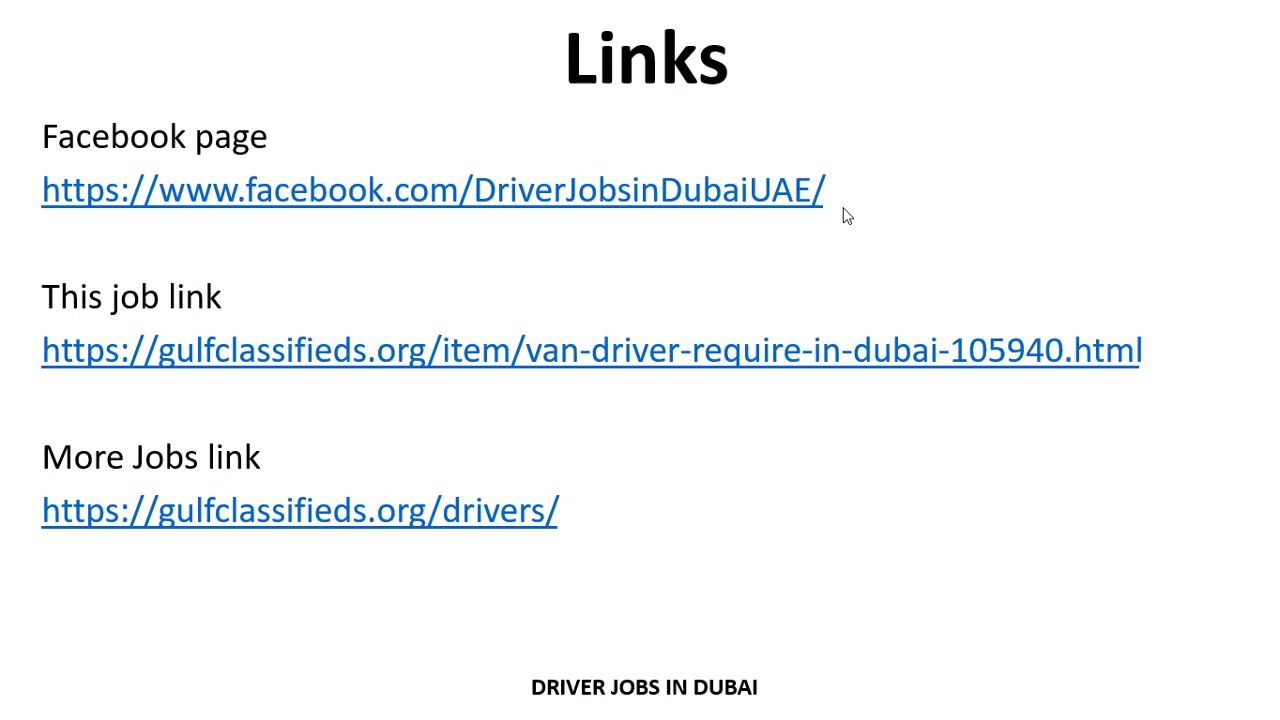 Links
Facebook page
https://www.facebook.com/DriverJobsinDubaiUAE/
This job link
https://gulfclassifieds.org/item/van-driver-require-in-dubai-105940.html
More Jobs link
https://gulfclassifieds.org/drivers/
DRIVER JOBS IN DUBAI